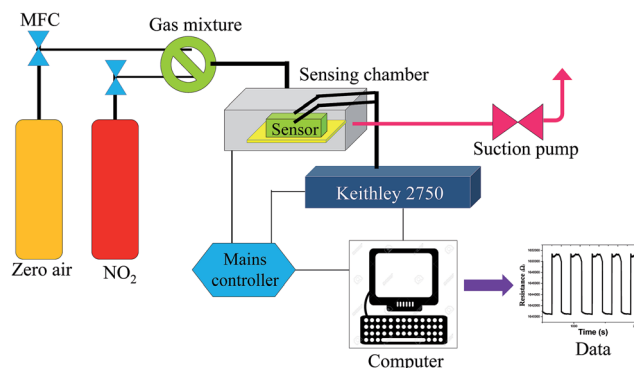 MFC
Gas mixture
Sensing chamber
Sensor
Suction pump
Keithley 2750
Zero air
NO₂
Mains
controller
Computer
Resistance Ω
Time (s)
Data